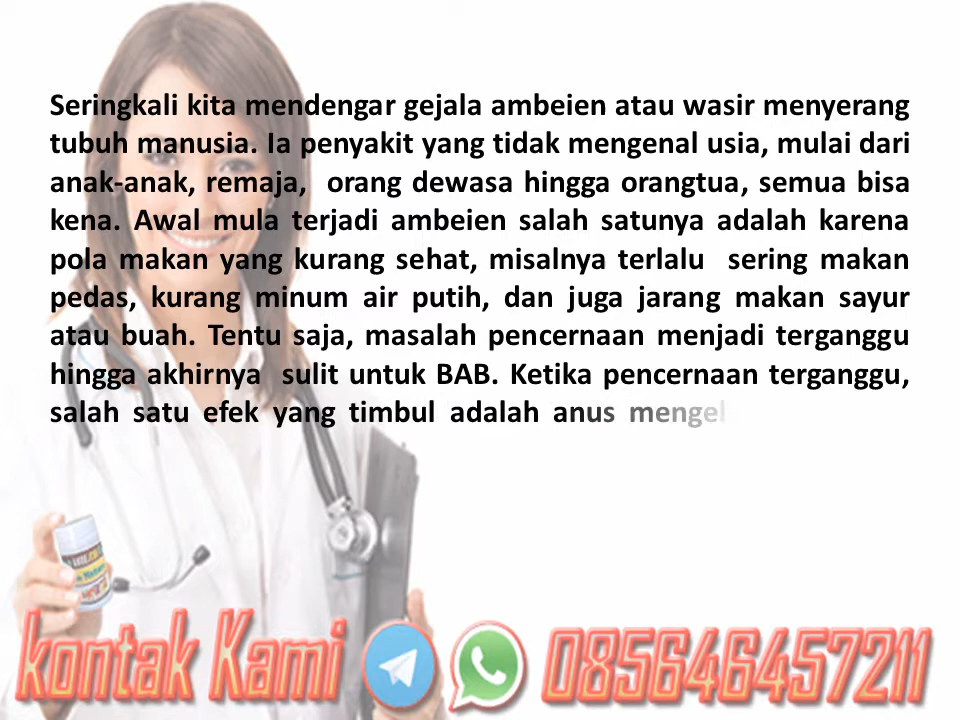 Seringkali kita mendengar gejala ambeien atau wasir menyerang
tubuh manusia. Ia penyakit yang tidak mengenal usia, mulai dari
anak-anak, remaja, orang dewasa hingga orangtua, semua bisa
kena. Awal mula terjadi ambeien salah satunya adalah karena
pola makan yang kurang sehat, misalnya terlalu sering makan
pedas, kurang minum air putih, dan juga jarang makan sayur
atau buah. Tentu saja, masalah pencernaan menjadi terganggu
hingga akhirnya sulit untuk BAB. Ketika pencernaan terganggu,
salah satu efek yang timbul adalah anus
kontak Kami 085646457211